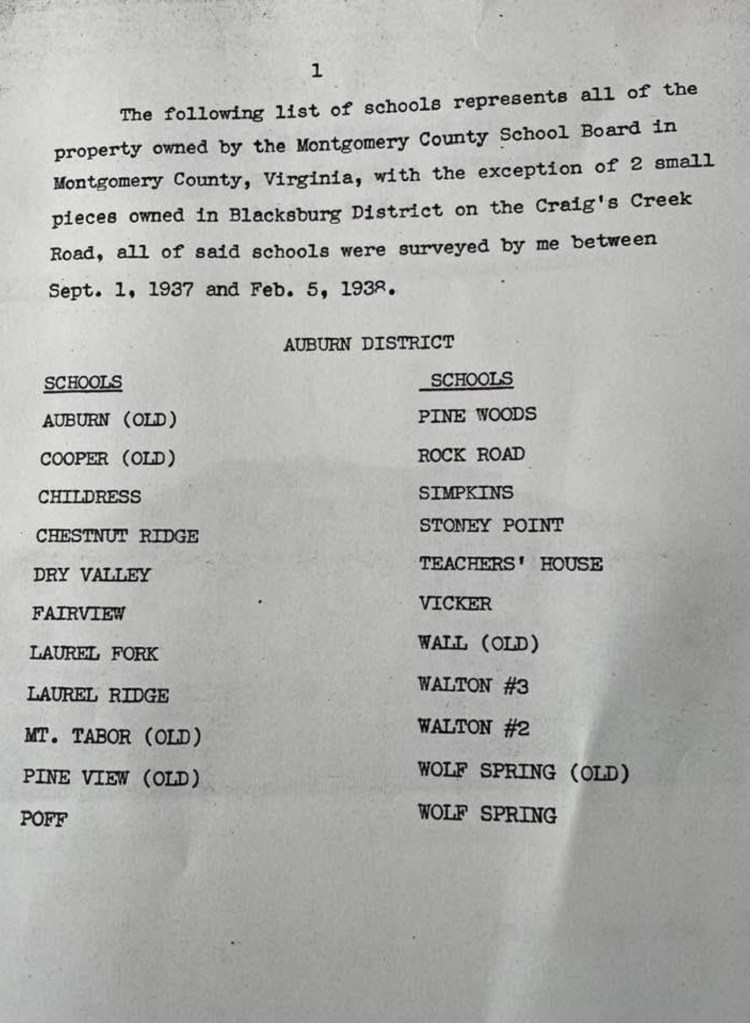 1
The following list of schools represents all of the
property owned by the Montgomery County School Board in
Montgomery County, Virginia, with the exception of 2 small
pieces owned in Blacksburg District on the Craig's Creek
Road, all of said schools were surveyed by me between
Sept. 1, 1937 and Feb. 5, 1938.
AUBURN DISTRICT
SCHOOLS
AUBURN (OLD)
COOPER (OLD)
CHILDRESS
CHESTNUT RIDGE
DRY VALLEY
FAIRVIEW
LAUREL FORK
LAUREL RIDGE
MT. TABOR (OLD)
PINE VIEW (OLD)
POFF
SCHOOLS
PINE WOODS
ROCK ROAD
SIMPKINS
STONEY POINT
TEACHERS' HOUSE
VICKER
WALL (OLD)
WALTON #3
WALTON #2
WOLF SPRING (OLD)
WOLF SPRING